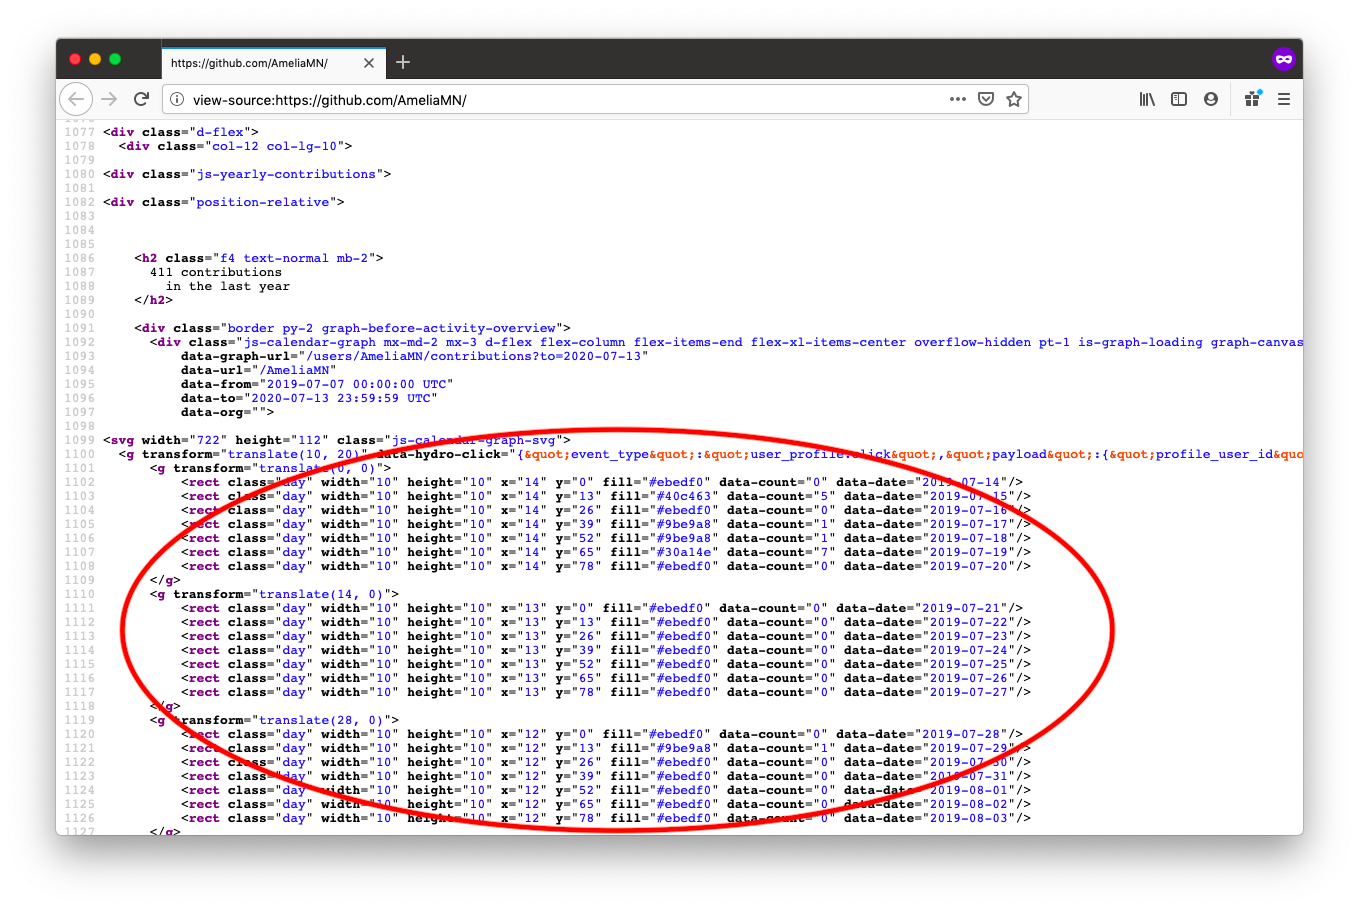 https://github.com/AmeliaMN/
view-source:https://github.com/AmeliaMN/
1077 <div class="d-flex">
1078 <div class="col-12 col-lg-10">
1079
1080 <div class="js-yearly-contributions">
1081
1082 <div class="position-relative">
1083
1084
1085
1086 <h2 class="f4 text-normal mb-2">
1087 411 contributions
1088 in the last year
1089 </h2>
1090
1091 <div class="border py-2 graph-before-activity-overview">
1092 <div class="js-calendar-graph mx-md-2 mx-3 d-flex flex-column flex-items-end flex-xl-items-center overflow-hidden pt-1 is-graph-loading graph-canvas
1093 data-graph-url="/users/AmeliaMN/contributions?to=2020-07-13"
1094 data-url="/AmeliaMN"
1095 data-from="2019-07-07 00:00:00 UTC"
1096 data-to="2020-07-13 23:59:59 UTC"
1097 data-org="">
1098
1099 <svg width="722" height="112" class="js-calendar-graph-svg">
1100 <g transform="translate(10, 20)" data-hydro-click="{&quot;event_type&quot;:&quot;user_profile.click&quot;,&quot;payload&quot;:{&quot;profile_user_id&quo
1101 <g transform="translate(0, 0)">
1102 <rect class="day" width="10" height="10" x="14" y="0" fill="#ebedf0" data-count="0" data-date="2019-07-14"/>
1103 <rect class="day" width="10" height="10" x="14" y="13" fill="#40c463" data-count="5" data-date="2019-07-15"/>
1104 <rect class="day" width="10" height="10" x="14" y="26" fill="#ebedf0" data-count="0" data-date="2019-07-16"/>
1105 <rect class="day" width="10" height="10" x="14" y="39" fill="#9be9a8" data-count="1" data-date="2019-07-17"/>
1106 <rect class="day" width="10" height="10" x="14" y="52" fill="#9be9a8" data-count="1" data-date="2019-07-18"/>
1107 <rect class="day" width="10" height="10" x="14" y="65" fill="#30a14e" data-count="7" data-date="2019-07-19"/>
1108 <rect class="day" width="10" height="10" x="14" y="78" fill="#ebedf0" data-count="0" data-date="2019-07-20"/>
1109 </g>
1110 <g transform="translate(14, 0)">
1111 <rect class="day" width="10" height="10" x="13" y="0" fill="#ebedf0" data-count="0" data-date="2019-07-21"/>
1112 <rect class="day" width="10" height="10" x="13" y="13" fill="#ebedf0" data-count="0" data-date="2019-07-22"/>
1113 <rect class="day" width="10" height="10" x="13" y="26" fill="#ebedf0" data-count="0" data-date="2019-07-23"/>
1114 <rect class="day" width="10" height="10" x="13" y="39" fill="#ebedf0" data-count="0" data-date="2019-07-24"/>
1115 <rect class="day" width="10" height="10" x="13" y="52" fill="#ebedf0" data-count="0" data-date="2019-07-25"/>
1116 <rect class="day" width="10" height="10" x="13" y="65" fill="#ebedf0" data-count="0" data-date="2019-07-26"/>
1117 <rect class="day" width="10" height="10" x="13" y="78" fill="#ebedf0" data-count="0" data-date="2019-07-27"/>
1118 </g>
1119 <g transform="translate(28, 0)">
1120 <rect class="day" width="10" height="10" x="12" y="0" fill="#ebedf0" data-count="0" data-date="2019-07-28"/>
1121 <rect class="day" width="10" height="10" x="12" y="13" fill="#9be9a8" data-count="1" data-date="2019-07-29"/>
1122 <rect class="day" width="10" height="10" x="12" y="26" fill="#ebedf0" data-count="0" data-date="2019-07-30"/>
1123 <rect class="day" width="10" height="10" x="12" y="39" fill="#ebedf0" data-count="0" data-date="2019-07-31"/>
1124 <rect class="day" width="10" height="10" x="12" y="52" fill="#ebedf0" data-count="0" data-date="2019-08-01"/>
1125 <rect class="day" width="10" height="10" x="12" y="65" fill="#ebedf0" data-count="0" data-date="2019-08-02"/>
1126 <rect class="day" width="10" height="10" x="12" y="78" fill="#ebedf0" data-count="0" data-date="2019-08-03"/>
1127 </g>